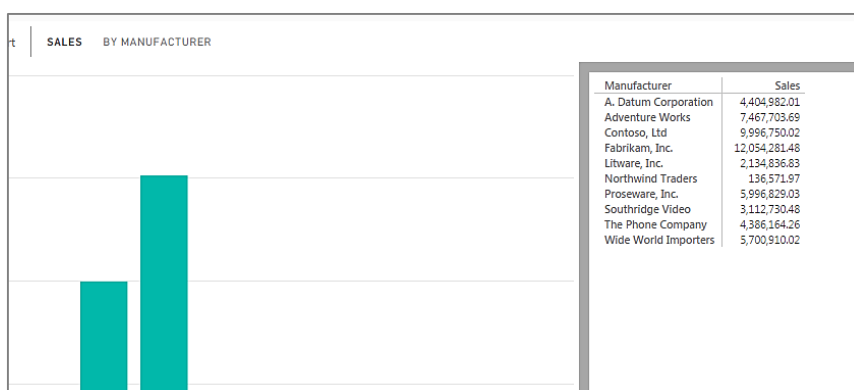 rt SALES BY MANUFACTURER
Manufacturer Sales
A. Datum Corporation 4,404,982.01
Adventure Works 7,467,703.69
Contoso, Ltd 9,996,750.02
Fabrikam, Inc. 12,054,281.48
Litware, Inc. 2,134,836.83
Northwind Traders 136,571.97
Proseware, Inc. 5,996,829.03
Southridge Video 3,112,730.48
The Phone Company 4,386,164.26
Wide World Importers 5,700,910.02